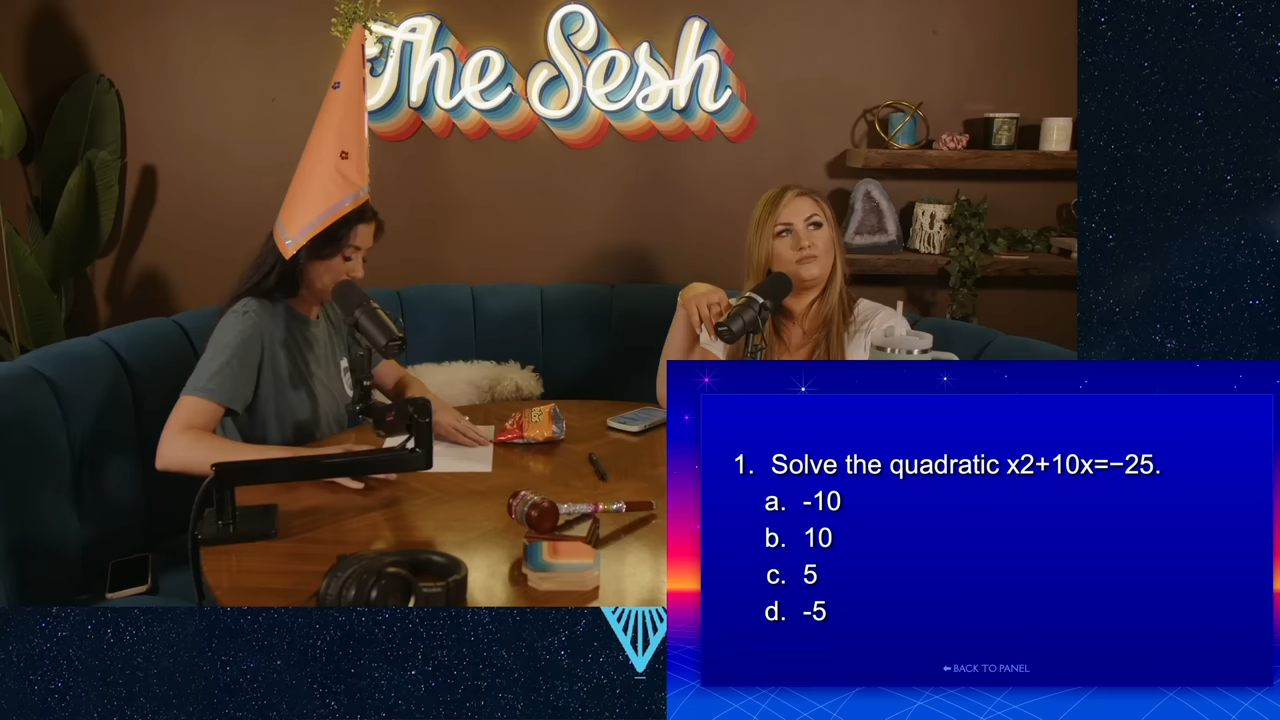 The Sesh
1. Solve the quadratic x2+10x=−25.
a. -10
b. 10
c. 5
d. -5
BACK TO PANEL